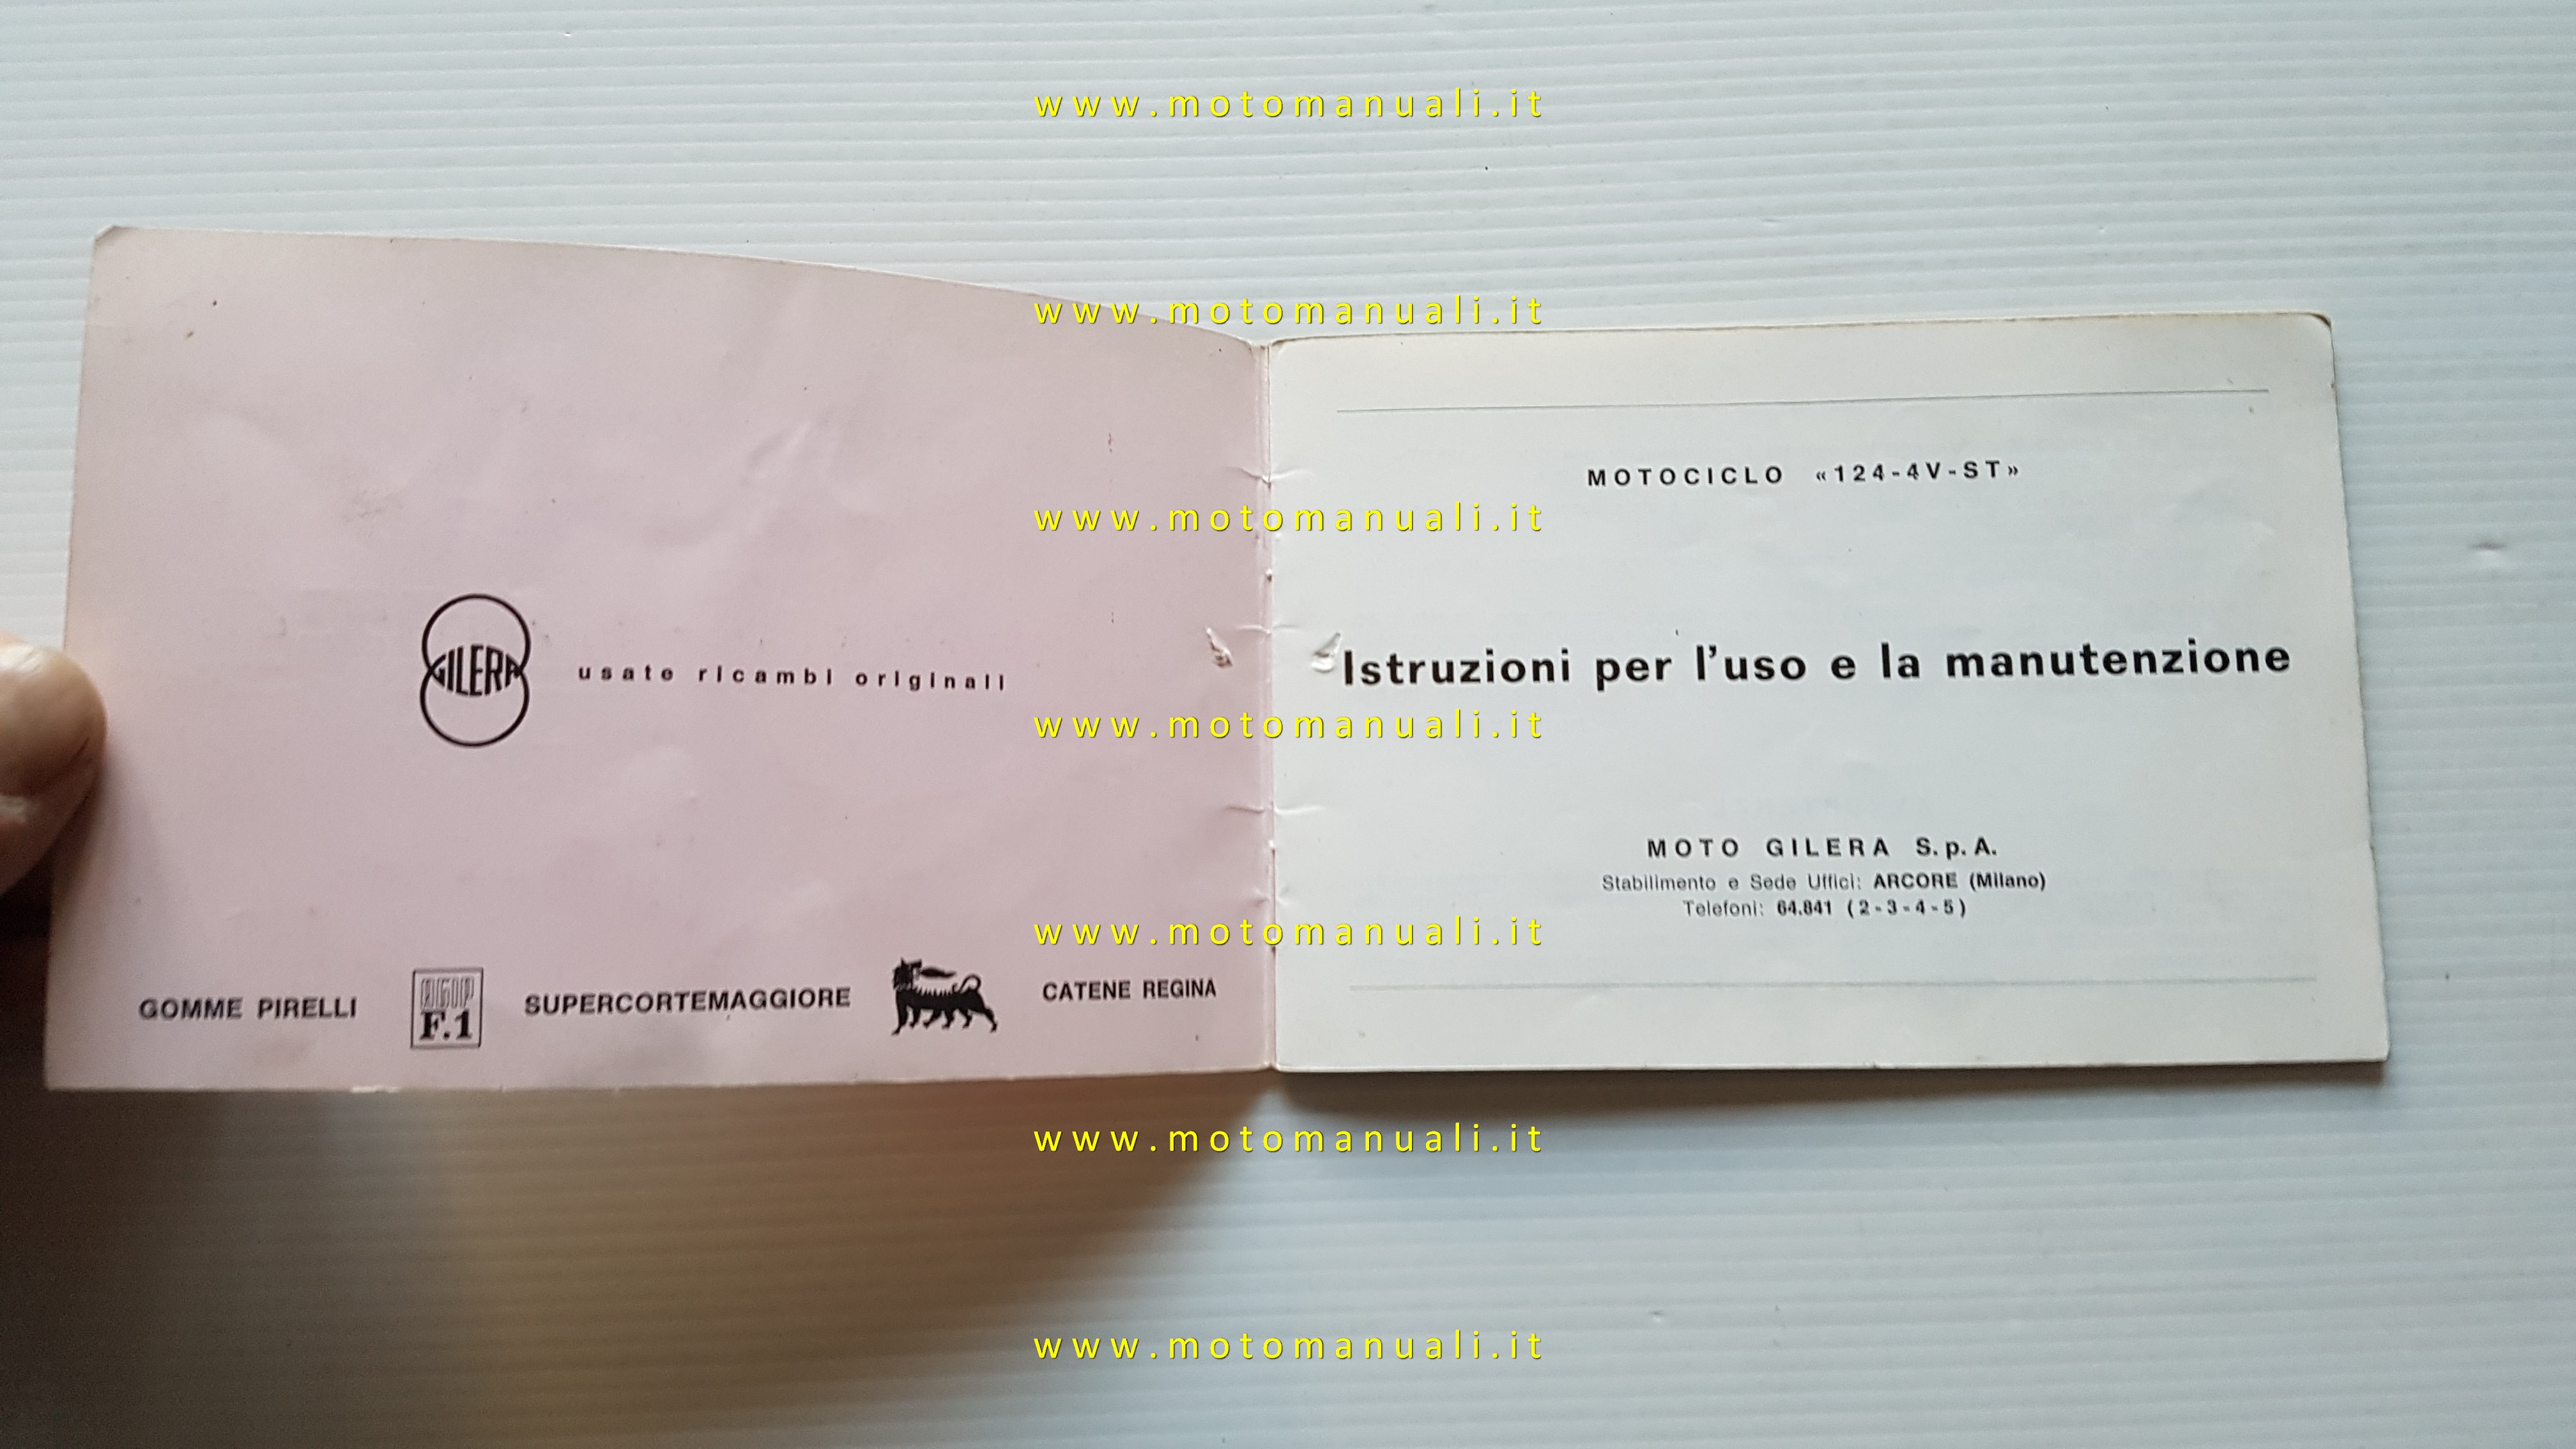 www.motomanuali.it
www.motomanuali.it
www.motomanuali.it
www.motomanuali.it
www.motomanuali.it
www.motomanuali.it
www.motomanuali.it
GILERA
usate ricambi originali
GOMME PIRELLI
AGIP
F.1
SUPERCORTEMAGGIORE
CATENE REGINA
MOTOCICLO «124-4V-ST»
Istruzioni per l'uso e la manutenzione
MOTO GILERA S.p.A.
Stabilimento e Sede Uffici: ARCORE (Milano)
Telefoni: 64.841 (2-3-4-5)